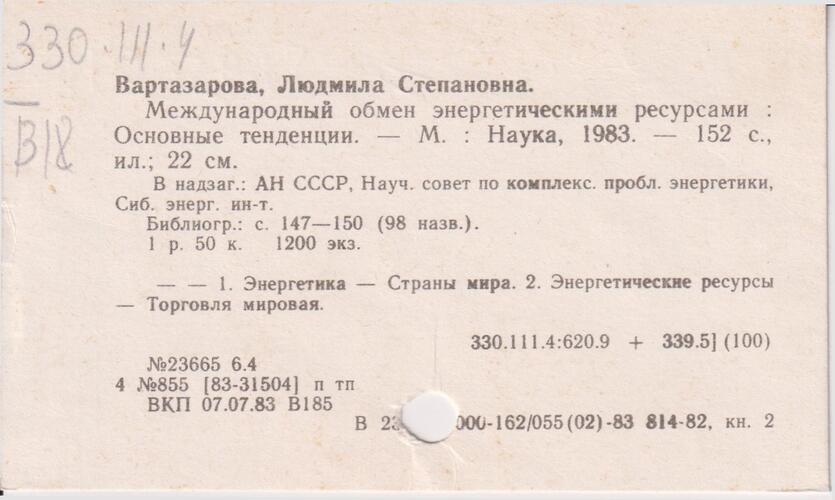 330.111.4
В18
Вартазарова, Людмила Степановна.
Международный обмен энергетическими ресурсами :
Основные тенденции. — М. : Наука, 1983. — 152 с.,
ил.; 22 см.
В надзаг.: АН СССР, Науч. совет по комплекс. пробл. энергетики,
Сиб. энерг. ин-т.
Библиогр.: с. 147—150 (98 назв.).
1 р. 50 к. 1200 экз.
— — 1. Энергетика — Страны мира. 2. Энергетические ресурсы
— Торговля мировая.
330.111.4:620.9 + 339.5] (100)
№23665 6.4
4 №855 [83-31504] п тп
ВКП 07.07.83 В185
В 000-162/055(02)-83 814-82, кн. 2